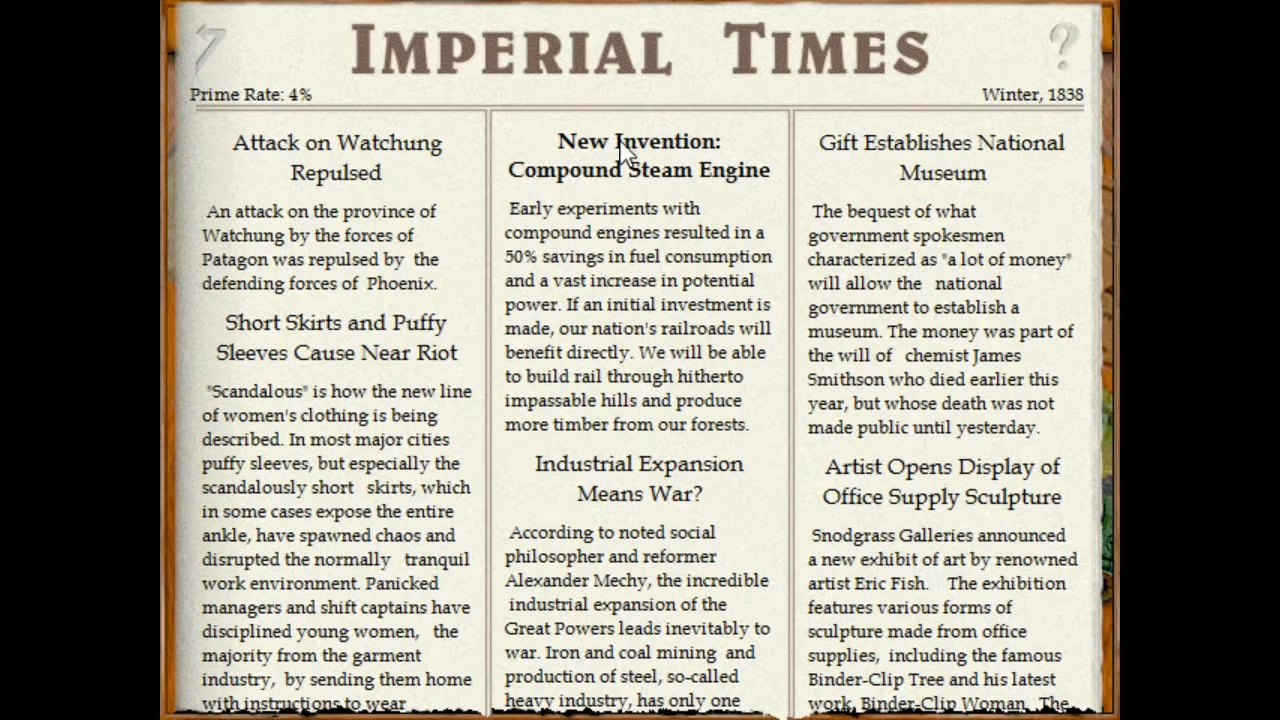 IMPERIAL TIMES
Prime Rate: 4%
Winter, 1838
Attack on Watchung
Repulsed
An attack on the province of
Watchung by the forces of
Patagon was repulsed by the
defending forces of Phoenix.
Short Skirts and Puffy
Sleeves Cause Near Riot
"Scandalous" is how the new line
of women's clothing is being
described. In most major cities
puffy sleeves, but especially the
scandalously short skirts, which
in some cases expose the entire
ankle, have spawned chaos and
disrupted the normally tranquil
work environment. Panicked
managers and shift captains have
disciplined young women, the
majority from the garment
industry, by sending them home
with instructions to wear
New Invention:
Compound Steam Engine
Early experiments with
compound engines resulted in a
50% savings in fuel consumption
and a vast increase in potential
power. If an initial investment is
made, our nation's railroads will
benefit directly. We will be able
to build rail through hitherto
impassable hills and produce
more timber from our forests.
Industrial Expansion
Means War?
According to noted social
philosopher and reformer
Alexander Mechy, the incredible
industrial expansion of the
Great Powers leads inevitably to
war. Iron and coal mining and
production of steel, so-called
heavy industry, has only one
Gift Establishes National
Museum
The bequest of what
government spokesmen
characterized as "a lot of money"
will allow the national
government to establish a
museum. The money was part of
the will of chemist James
Smithson who died earlier this
year, but whose death was not
made public until yesterday.
Artist Opens Display of
Office Supply Sculpture
Snodgrass Galleries announced
a new exhibit of art by renowned
artist Eric Fish. The exhibition
features various forms of
sculpture made from office
supplies, including the famous
Binder-Clip Tree and his latest
work, Binder-Clip Woman. The